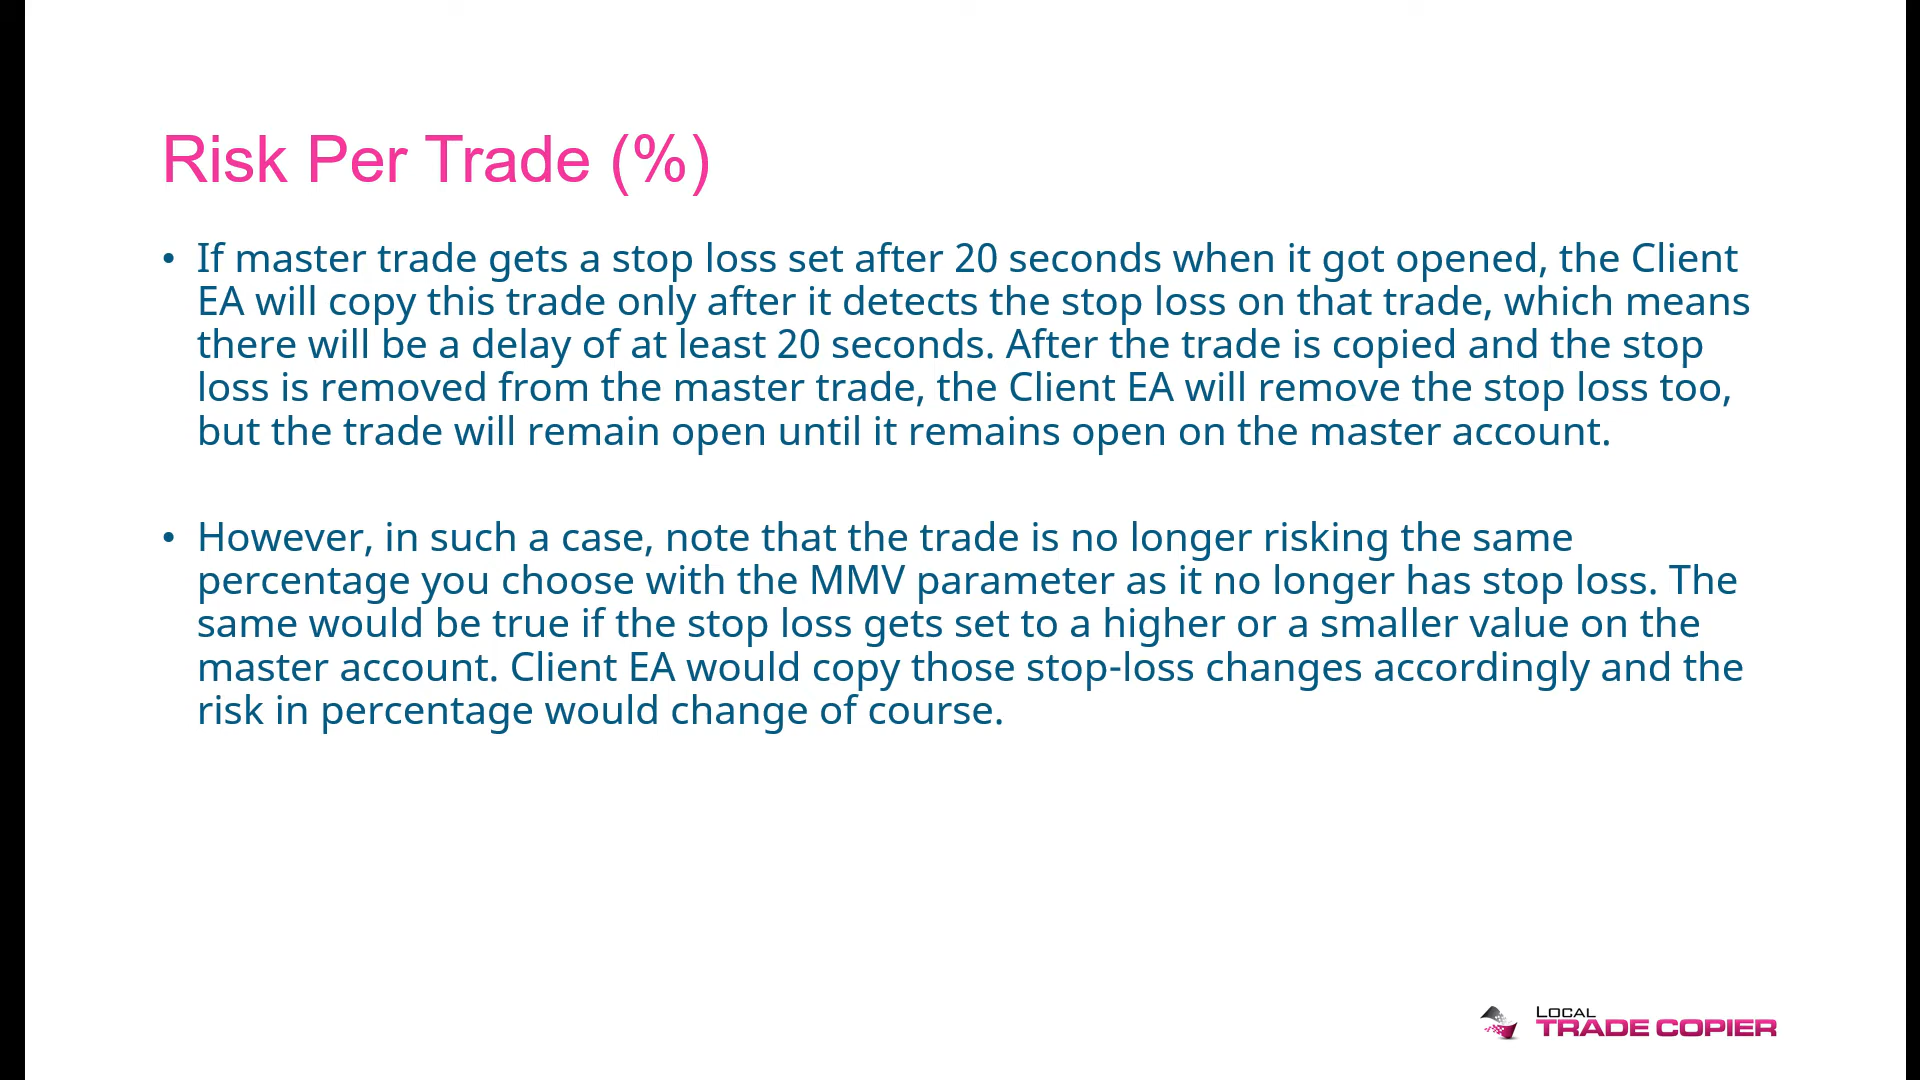 Risk Per Trade (%)
• If master trade gets a stop loss set after 20 seconds when it got opened, the Client
EA will copy this trade only after it detects the stop loss on that trade, which means
there will be a delay of at least 20 seconds. After the trade is copied and the stop
loss is removed from the master trade, the Client EA will remove the stop loss too,
but the trade will remain open until it remains open on the master account.
• However, in such a case, note that the trade is no longer risking the same
percentage you choose with the MMV parameter as it no longer has stop loss. The
same would be true if the stop loss gets set to a higher or a smaller value on the
master account. Client EA would copy those stop-loss changes accordingly and the
risk in percentage would change of course.
LOCAL
TRADE COPIER